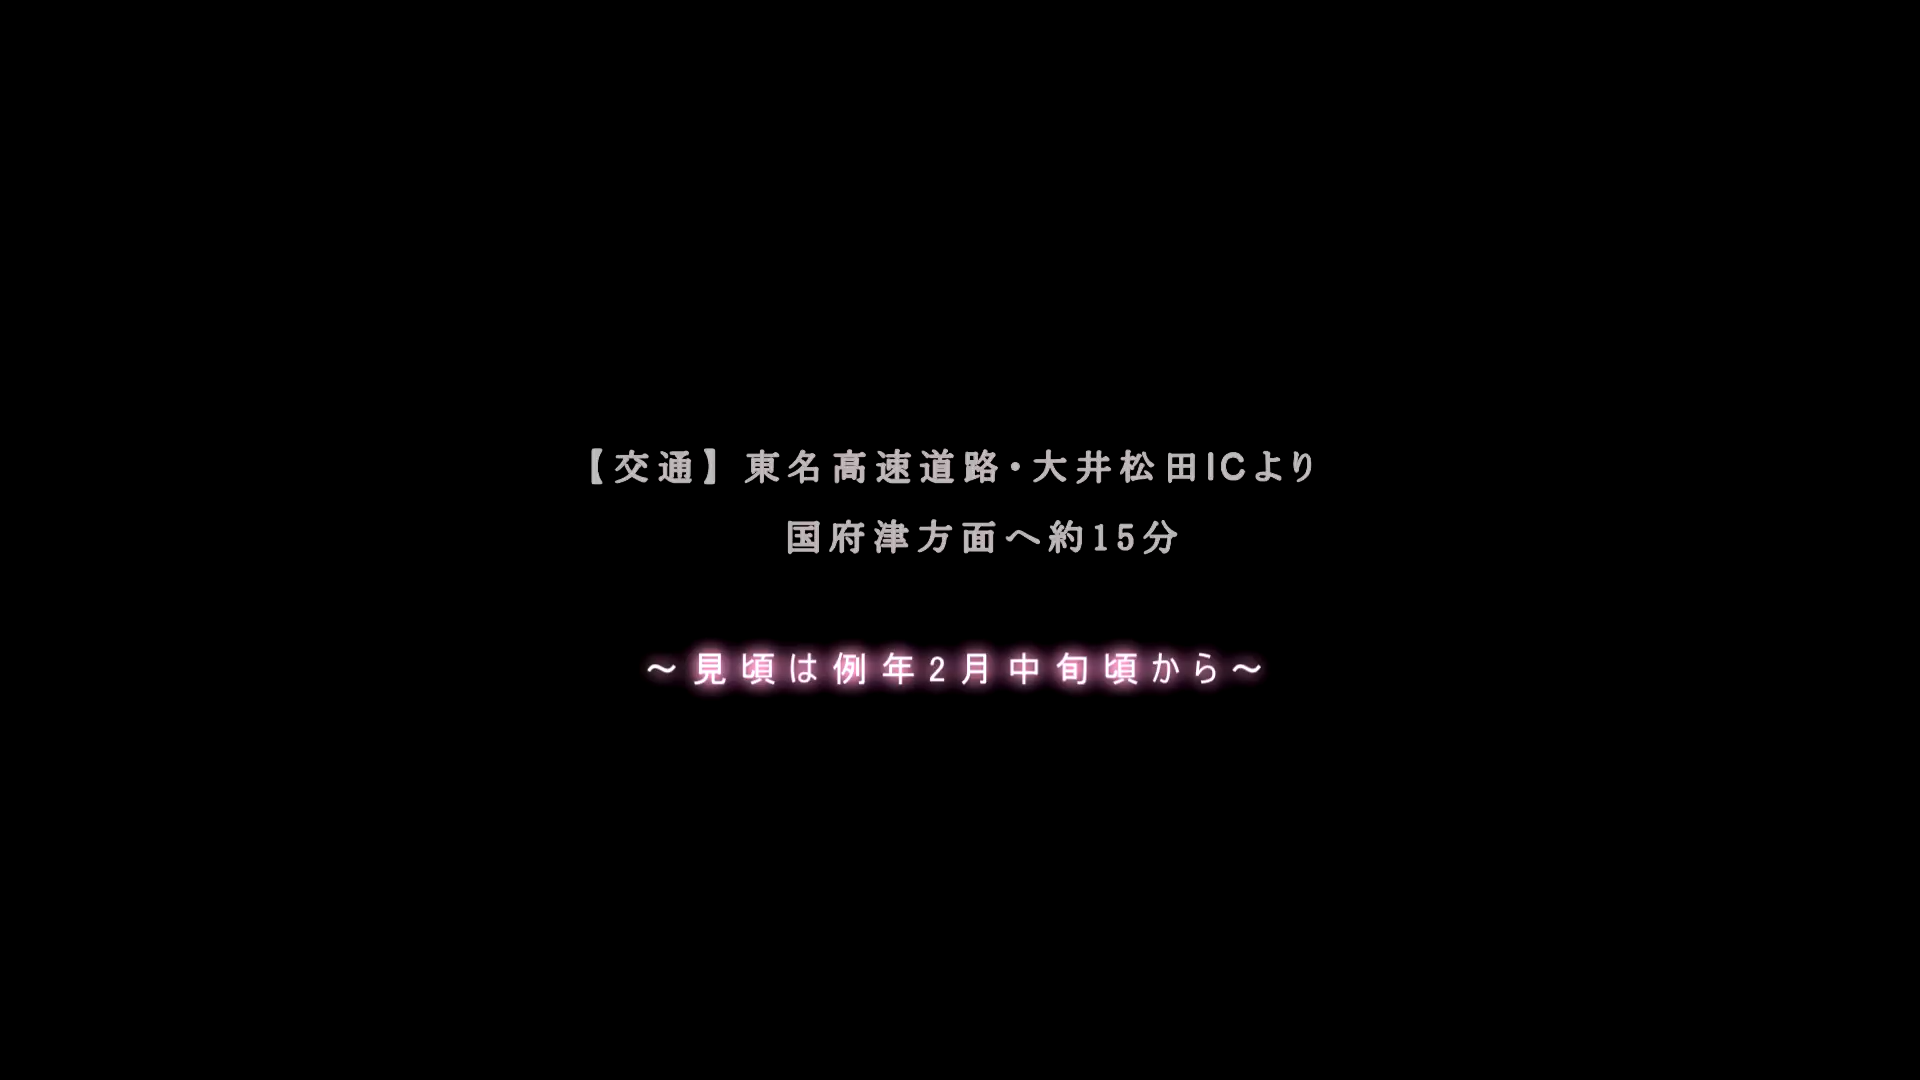 【交通】東名高速道路・大井松田ICより
国府津方面へ約15分
～見頃は例年2月中旬頃から～